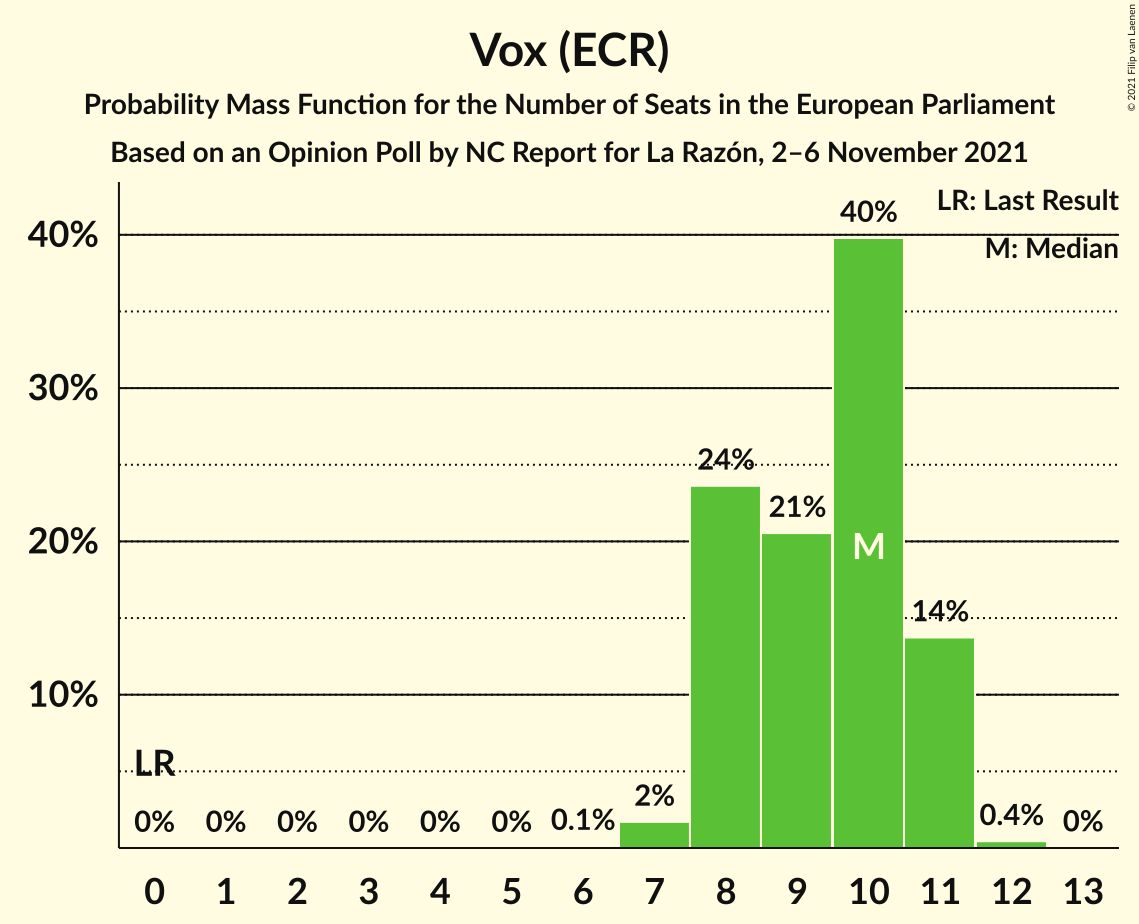 Vox (ECR)
Probability Mass Function for the Number of Seats in the European Parliament
Based on an Opinion Poll by NC Report for La Razón, 2–6 November 2021
© 2021 Filip van Laenen
LR: Last Result
M: Median
40%
30%
20%
10%
LR
0%
0%
0%
0%
0%
0%
0.1%
2%
24%
21%
40%
M
14%
0.4%
0%
0 1 2 3 4 5 6 7 8 9 10 11 12 13